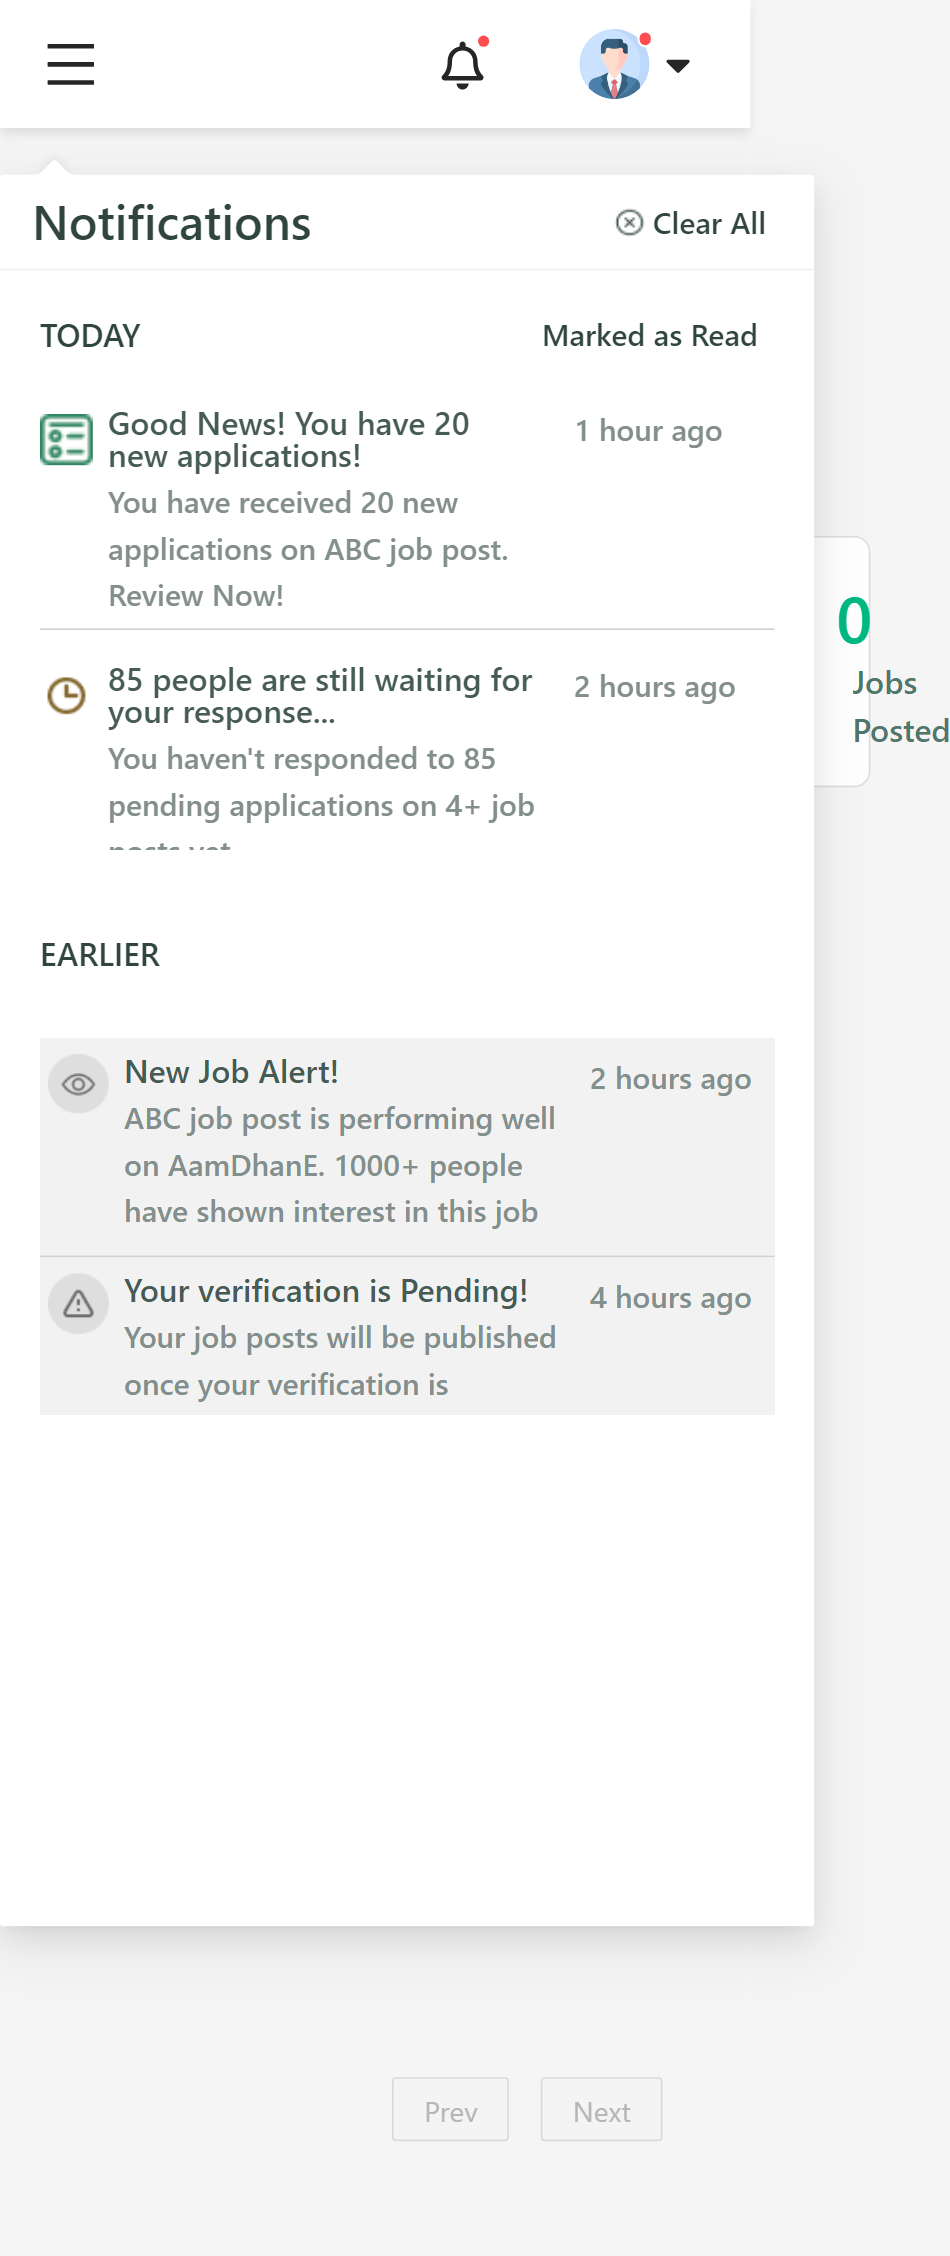 Notifications
Clear All
TODAY
Marked as Read
Good News! You have 20
new applications!
1 hour ago
You have received 20 new
applications on ABC job post.
Review Now!
0
Jobs
Posted
85 people are still waiting for
your response...
2 hours ago
You haven't responded to 85
pending applications on 4+ job
posts yet
EARLIER
New Job Alert!
2 hours ago
ABC job post is performing well
on AamDhanE. 1000+ people
have shown interest in this job
Your verification is Pending!
4 hours ago
Your job posts will be published
once your verification is
Prev
Next